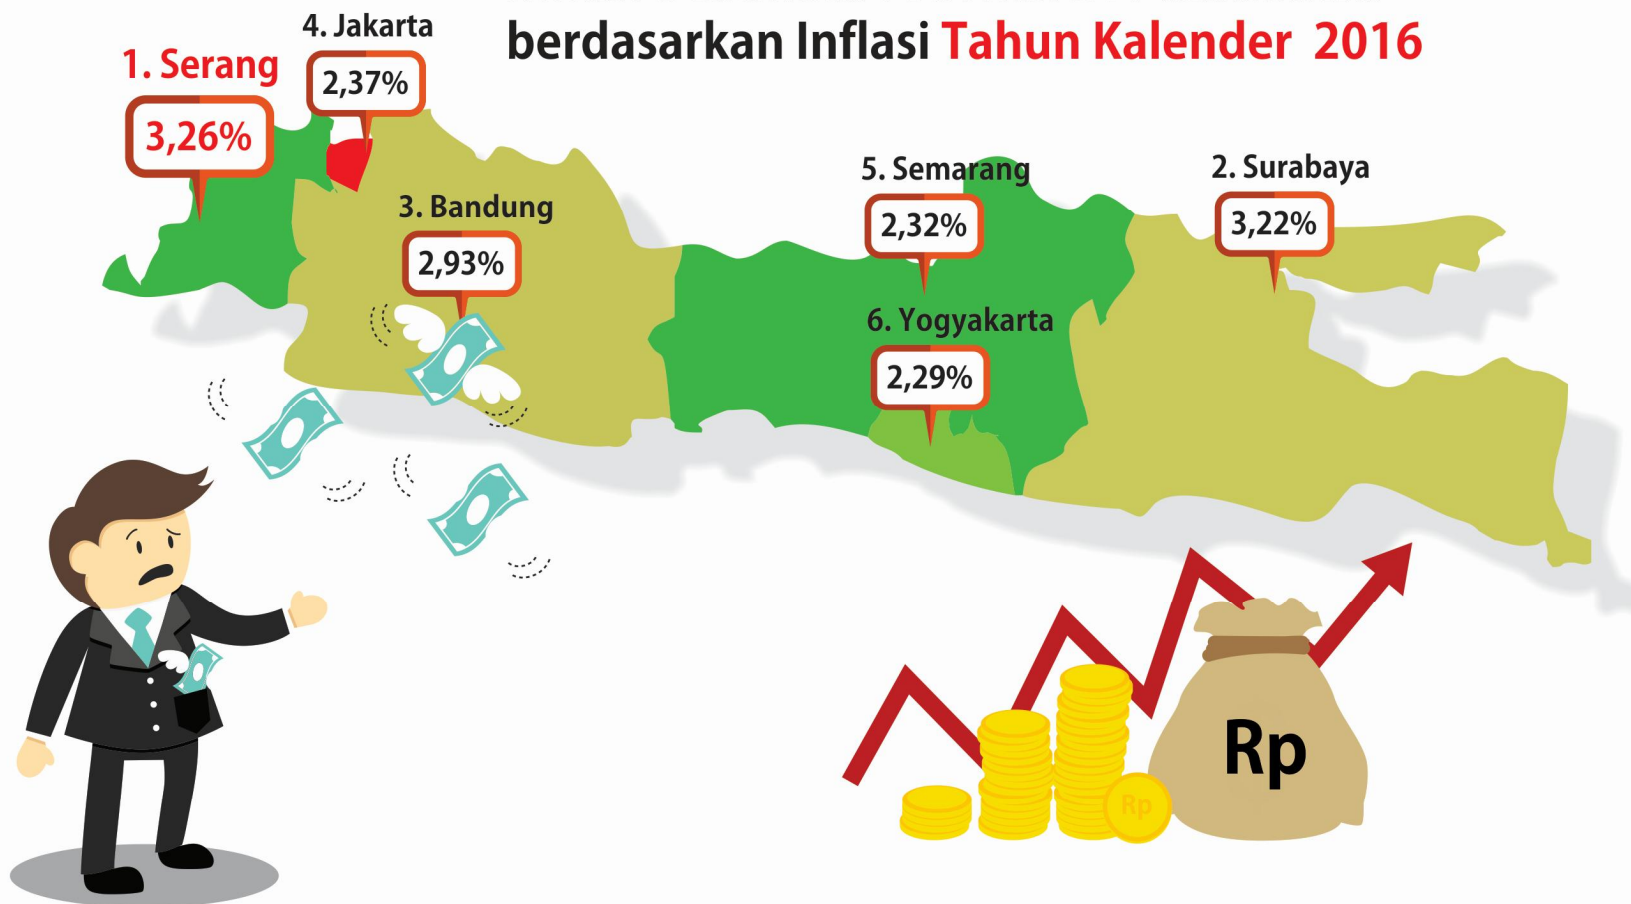 berdasarkan Inflasi Tahun Kalender 2016
4. Jakarta
2,37%
1. Serang
3,26%
3. Bandung
2,93%
5. Semarang
2,32%
2. Surabaya
3,22%
6. Yogyakarta
2,29%
Rp
Rp